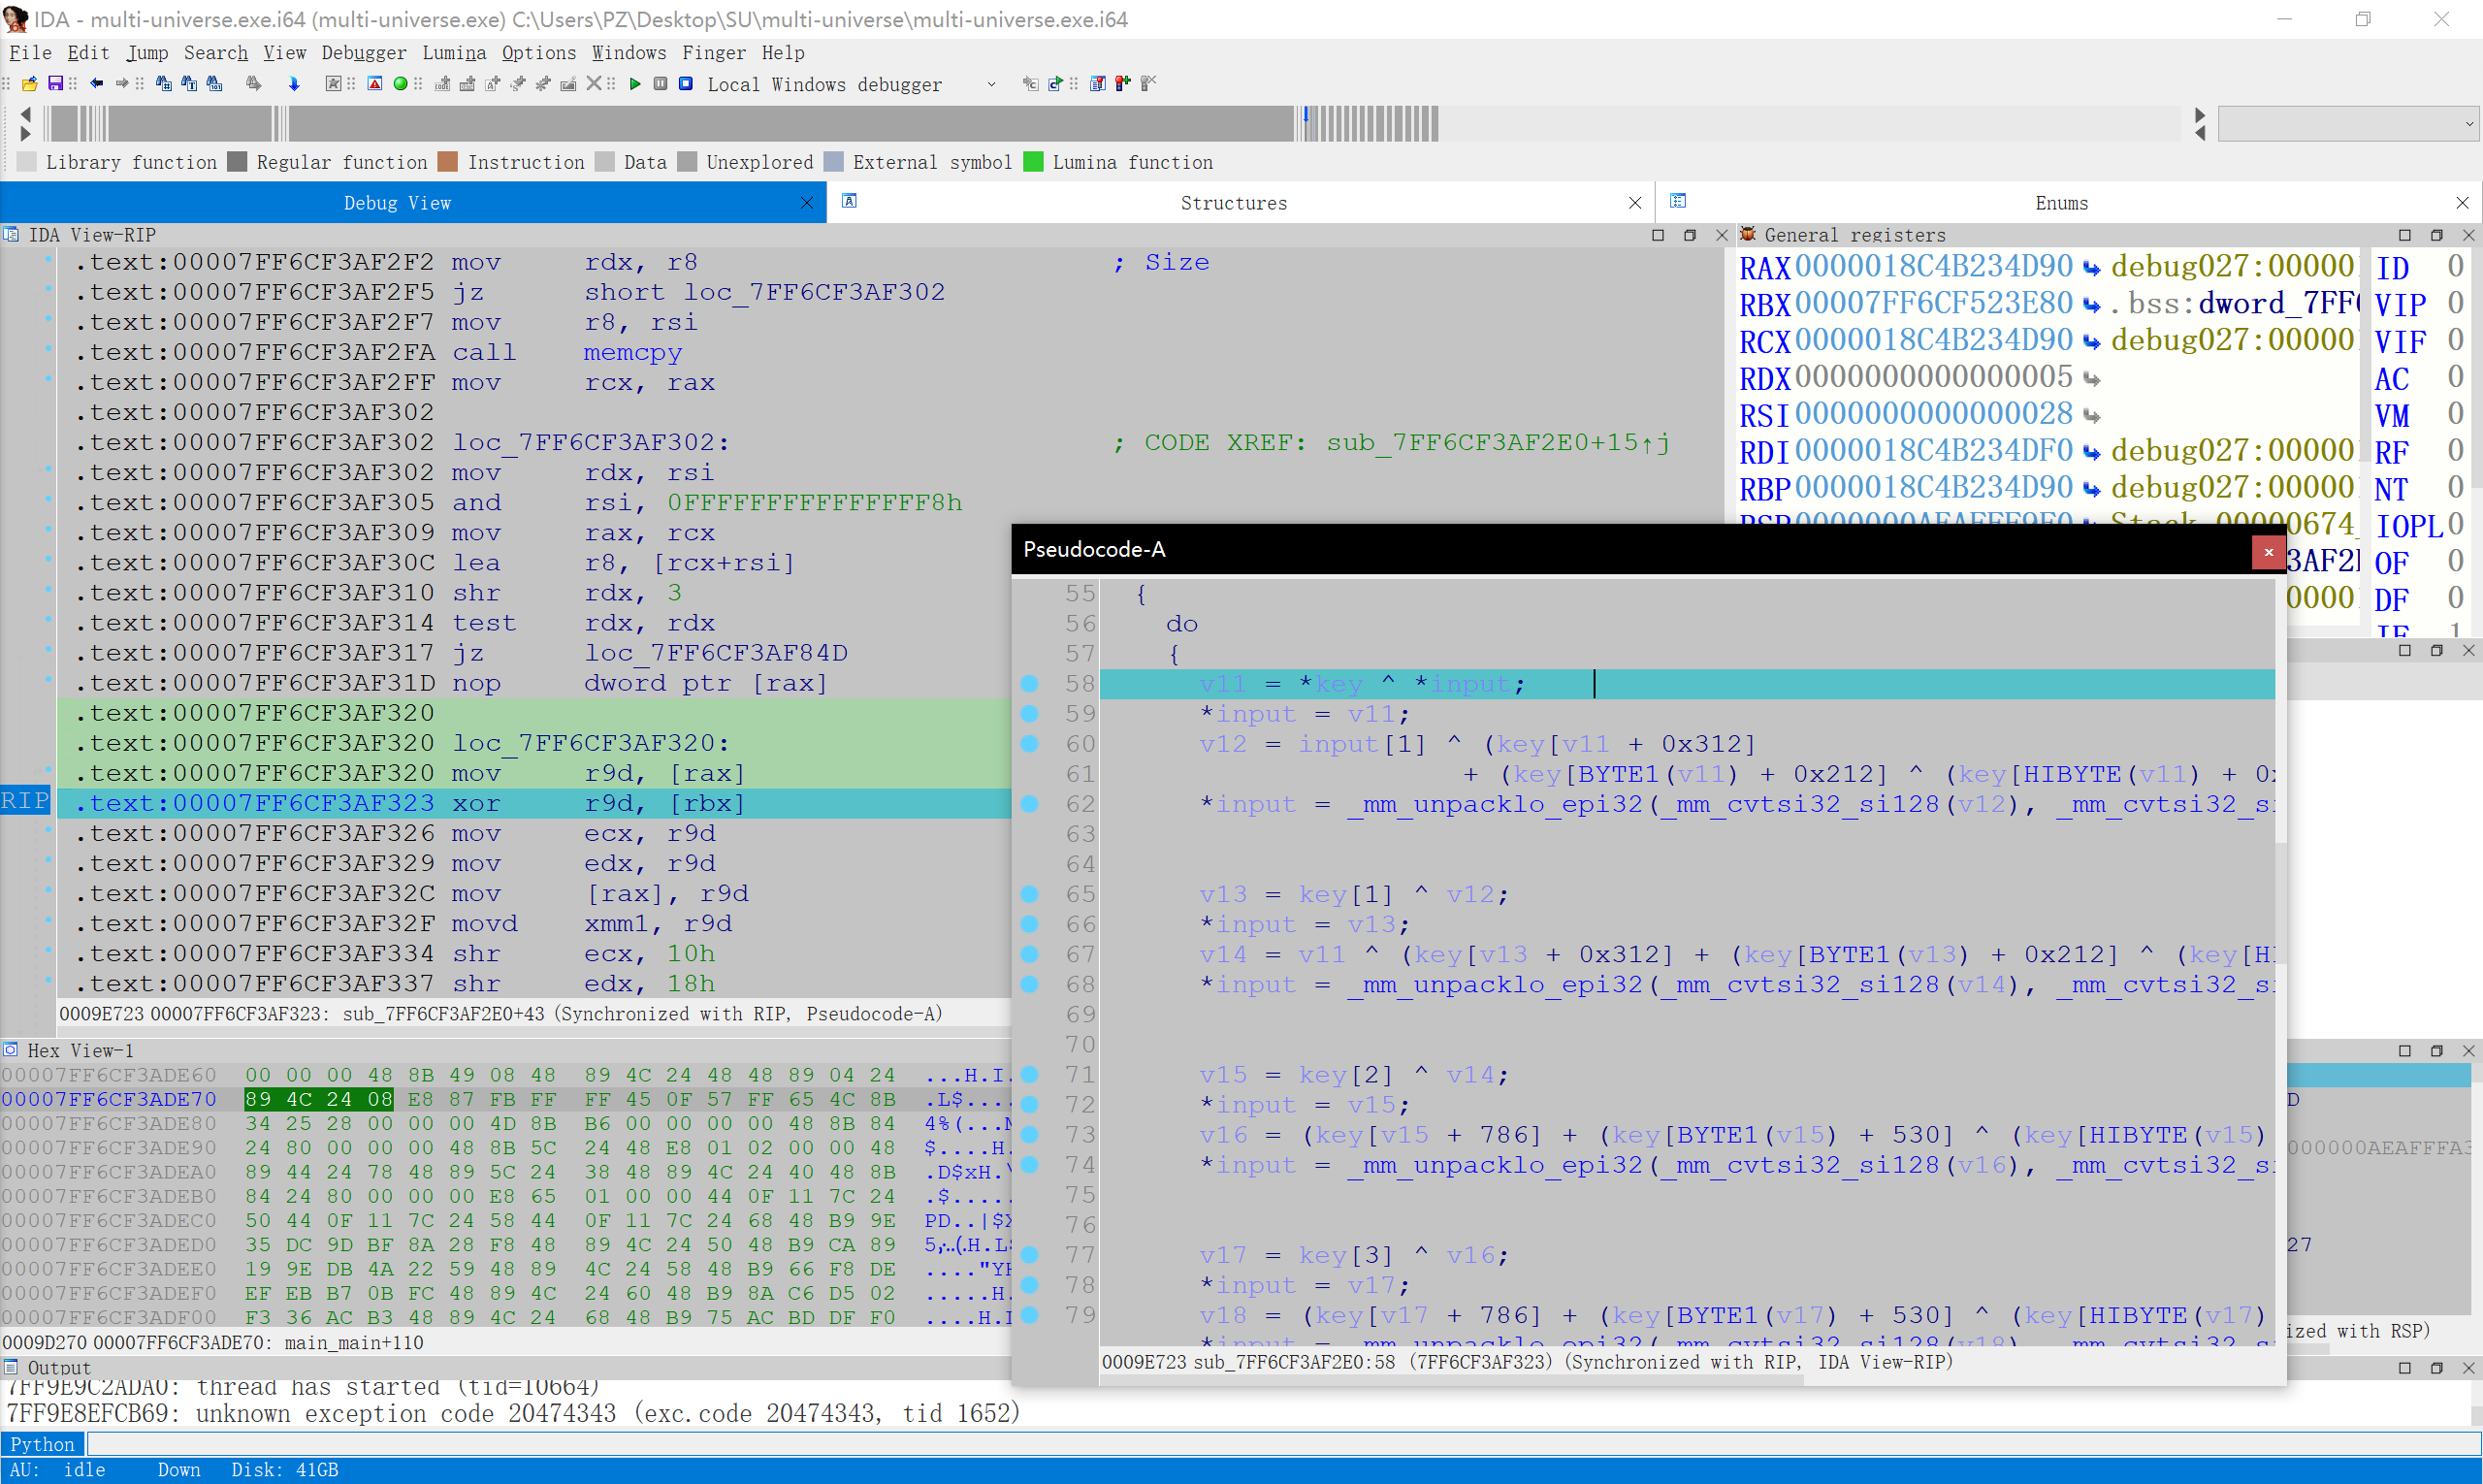 IDA - multi-universe.exe.i64 (multi-universe.exe) C:\Users\PZ\Desktop\SU\multi-universe\multi-universe.exe.i64
File Edit Jump Search View Debugger Lumina Options Windows Finger Help
Local Windows debugger
Library function Regular function Instruction Data Unexplored External symbol Lumina function
Debug View
Structures
Enums
IDA View-RIP
.text:00007FF6CF3AF2F2 mov rdx, r8 ; Size
.text:00007FF6CF3AF2F5 jz short loc_7FF6CF3AF302
.text:00007FF6CF3AF2F7 mov r8, rsi
.text:00007FF6CF3AF2FA call memcpy
.text:00007FF6CF3AF2FF mov rcx, rax
.text:00007FF6CF3AF302
.text:00007FF6CF3AF302 loc_7FF6CF3AF302: ; CODE XREF: sub_7FF6CF3AF2E0+15↑j
.text:00007FF6CF3AF302 mov rdx, rsi
.text:00007FF6CF3AF305 and rsi, 0FFFFFFFFFFFFFFF8h
.text:00007FF6CF3AF309 mov rax, rcx
.text:00007FF6CF3AF30C lea r8, [rcx+rsi]
.text:00007FF6CF3AF310 shr rdx, 3
.text:00007FF6CF3AF314 test rdx, rdx
.text:00007FF6CF3AF317 jz loc_7FF6CF3AF84D
.text:00007FF6CF3AF31D nop dword ptr [rax]
.text:00007FF6CF3AF320
.text:00007FF6CF3AF320 loc_7FF6CF3AF320:
.text:00007FF6CF3AF320 mov r9d, [rax]
RIP .text:00007FF6CF3AF323 xor r9d, [rbx]
.text:00007FF6CF3AF326 mov ecx, r9d
.text:00007FF6CF3AF329 mov edx, r9d
.text:00007FF6CF3AF32C mov [rax], r9d
.text:00007FF6CF3AF32F movd xmm1, r9d
.text:00007FF6CF3AF334 shr ecx, 10h
.text:00007FF6CF3AF337 shr edx, 18h
0009E723 00007FF6CF3AF323: sub_7FF6CF3AF2E0+43 (Synchronized with RIP, Pseudocode-A)
General registers
RAX 0000018C4B234D90 debug027:00000
RBX 00007FF6CF523E80 .bss:dword_7FF
RCX 0000018C4B234D90 debug027:00000
RDX 0000000000000005
RSI 0000000000000028
RDI 0000018C4B234DF0 debug027:00000
RBP 0000018C4B234D90 debug027:00000
3AF2
00000
ID 0
VIP 0
VIF 0
AC 0
VM 0
RF 0
NT 0
IOPL 0
OF 0
DF 0
Pseudocode-A
55 {
56 do
57 {
58 v11 = *key ^ *input;
59 *input = v11;
60 v12 = input[1] ^ (key[v11 + 0x312]
61 + (key[BYTE1(v11) + 0x212] ^ (key[HIBYTE(v11) + 0
62 *input = _mm_unpacklo_epi32(_mm_cvtsi32_si128(v12), _mm_cvtsi32_s
63
64
65 v13 = key[1] ^ v12;
66 *input = v13;
67 v14 = v11 ^ (key[v13 + 0x312] + (key[BYTE1(v13) + 0x212] ^ (key[H
68 *input = _mm_unpacklo_epi32(_mm_cvtsi32_si128(v14), _mm_cvtsi32_s
69
70
71 v15 = key[2] ^ v14;
72 *input = v15;
73 v16 = (key[v15 + 786] + (key[BYTE1(v15) + 530] ^ (key[HIBYTE(v15)
74 *input = _mm_unpacklo_epi32(_mm_cvtsi32_si128(v16), _mm_cvtsi32_s
75
76
77 v17 = key[3] ^ v16;
78 *input = v17;
79 v18 = (key[v17 + 786] + (key[BYTE1(v17) + 530] ^ (key[HIBYTE(v17)
0009E723 sub_7FF6CF3AF2E0:58 (7FF6CF3AF323) (Synchronized with RIP, IDA View-RIP)
Hex View-1
00007FF6CF3ADE60 00 00 00 48 8B 49 08 48 89 4C 24 48 48 89 04 24 ...H.I.
00007FF6CF3ADE70 89 4C 24 08 E8 87 FB FF FF 45 0F 57 FF 65 4C 8B .L$....
00007FF6CF3ADE80 34 25 28 00 00 00 4D 8B B6 00 00 00 00 48 8B 84 4%(...M
00007FF6CF3ADE90 24 80 00 00 00 48 8B 5C 24 48 E8 01 02 00 00 48 $....H.
00007FF6CF3ADEA0 89 44 24 78 48 89 5C 24 38 48 89 4C 24 40 48 8B .D$xH.\
00007FF6CF3ADEB0 84 24 80 00 00 00 E8 65 01 00 00 44 0F 11 7C 24 .$.....
00007FF6CF3ADEC0 50 44 0F 11 7C 24 58 44 0F 11 7C 24 68 48 B9 9E PD..|$X
00007FF6CF3ADED0 35 DC 9D BF 8A 28 F8 48 89 4C 24 50 48 B9 CA 89
00007FF6CF3ADEE0 19 9E DB 4A 22 59 48 89 4C 24 58 48 B9 66 F8 DE ...."YH
00007FF6CF3ADEF0 EF EB B7 0B FC 48 89 4C 24 60 48 B9 8A C6 D5 02 .....H.
00007FF6CF3ADF00 F3 36 AC B3 48 89 4C 24 68 48 B9 75 AC BD DF F0 ....H.I
0009D270 00007FF6CF3ADE70: main_main+110
D
000000AEAFFFA3
27
ized with RSP)
Output
7FF9E9C2ADA0: thread has started (tid=10664)
7FF9E8EFCB69: unknown exception code 20474343 (exc.code 20474343, tid 1652)
Python
AU: idle Down Disk: 41GB